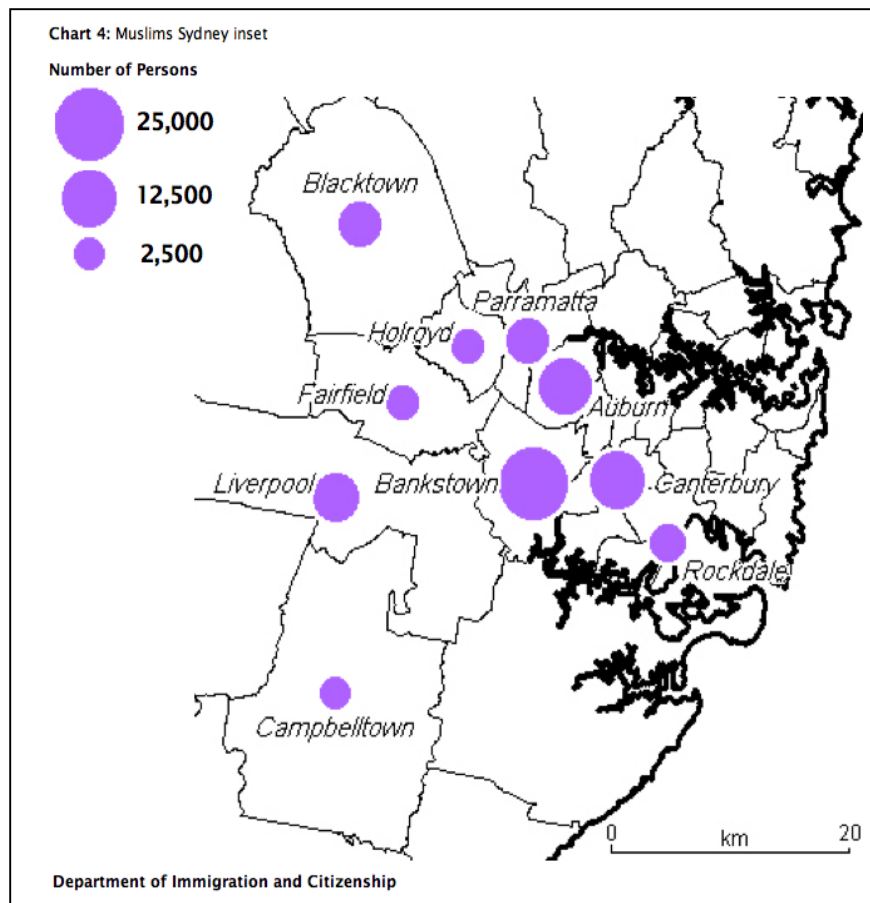 Chart 4: Muslims Sydney inset
Number of Persons
25,000
12,500
2,500
Blacktown
Parramatta
Holroyd
Fairfield
Auburn
Liverpool
Bankstown
Canterbury
Rockdale
Campbelltown
0 20
km
Department of Immigration and Citizenship